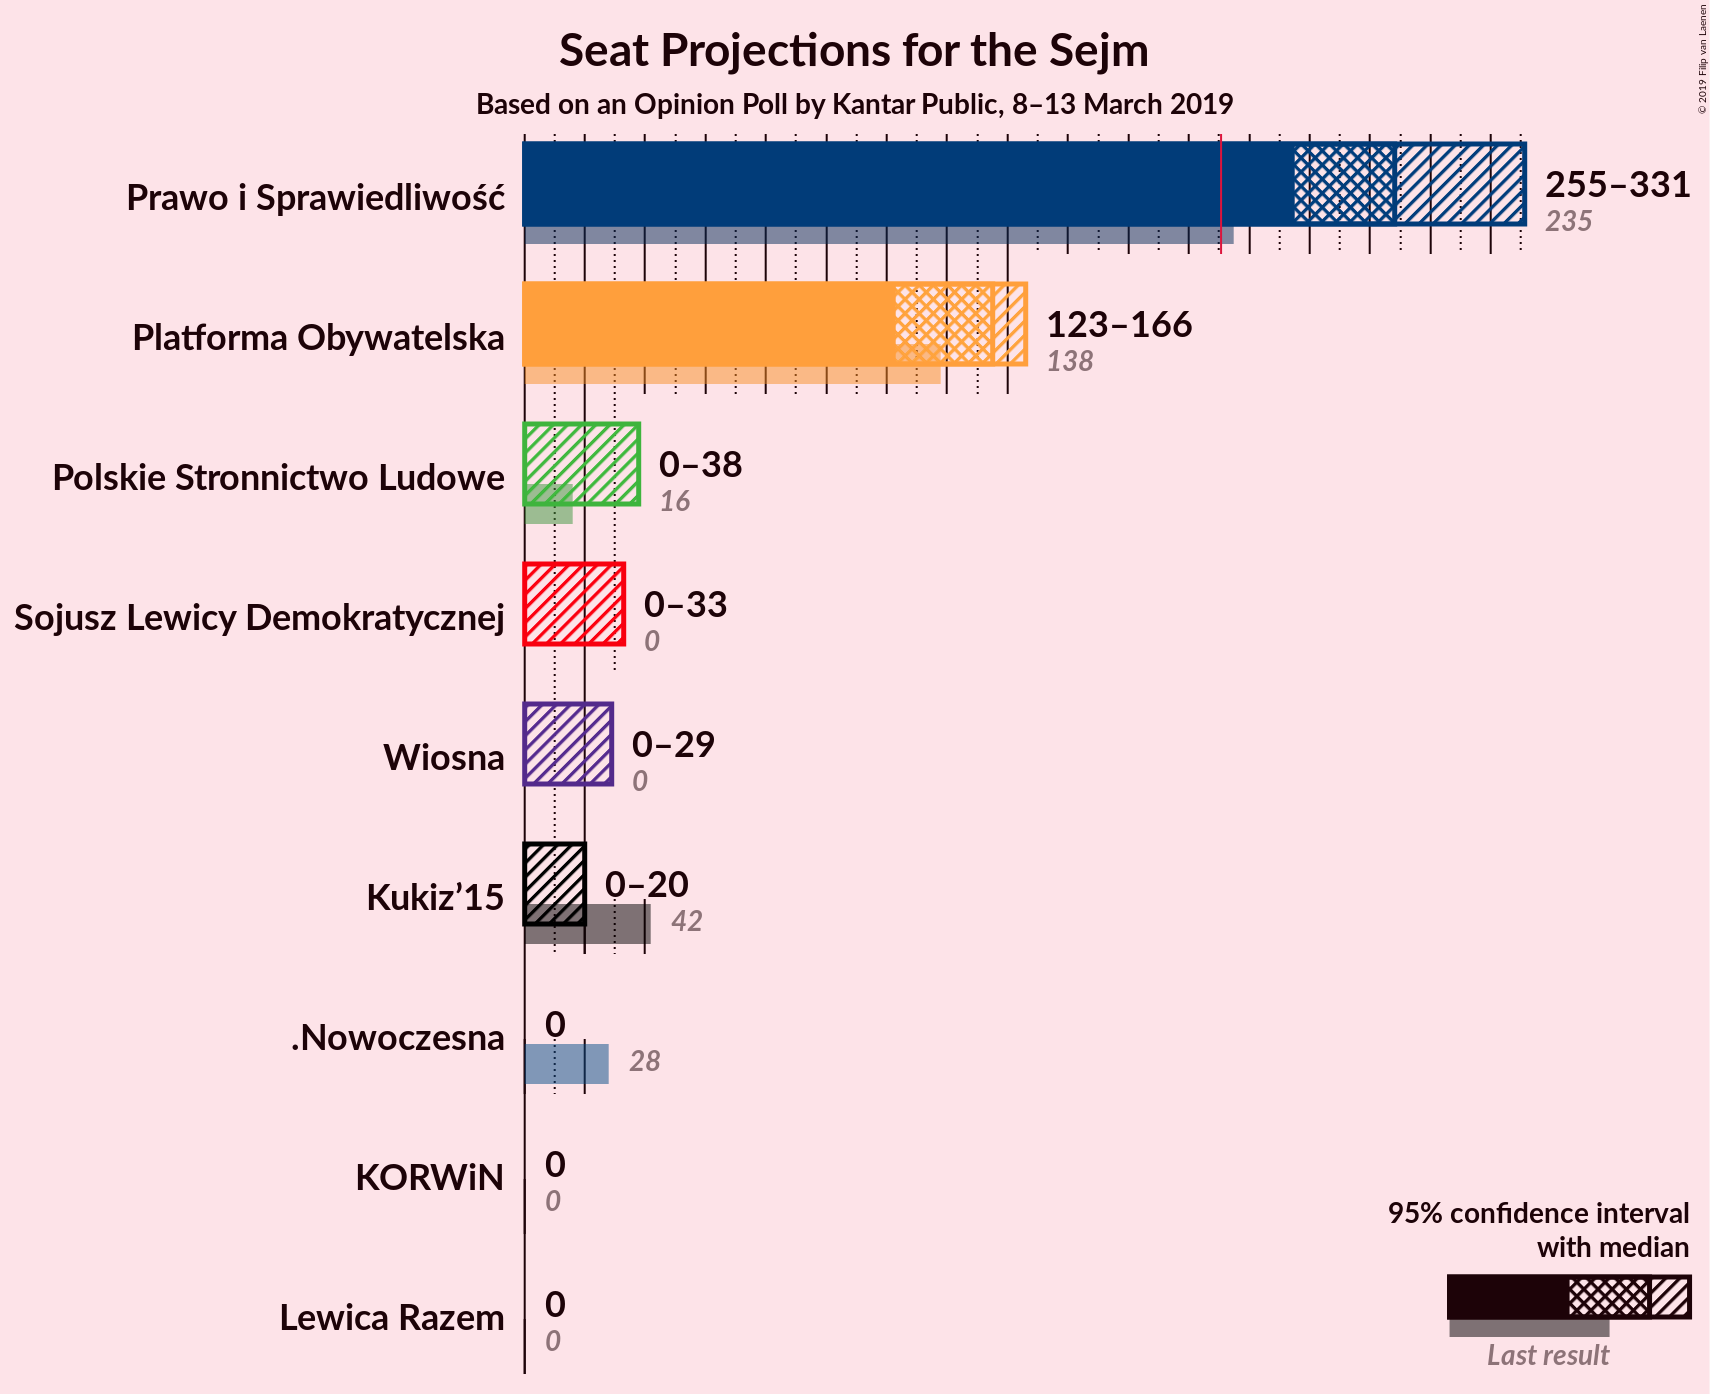 Seat Projections for the Sejm
Based on an Opinion Poll by Kantar Public, 8–13 March 2019
© 2019 Filip van Laenen
Prawo i Sprawiedliwość
255–331
235
Platforma Obywatelska
123–166
138
Polskie Stronnictwo Ludowe
0–38
16
Sojusz Lewicy Demokratycznej
0–33
0
Wiosna
0–29
0
Kukiz’15
0–20
42
.Nowoczesna
0
28
KORWiN
0
0
Lewica Razem
0
0
95% confidence interval
with median
Last result